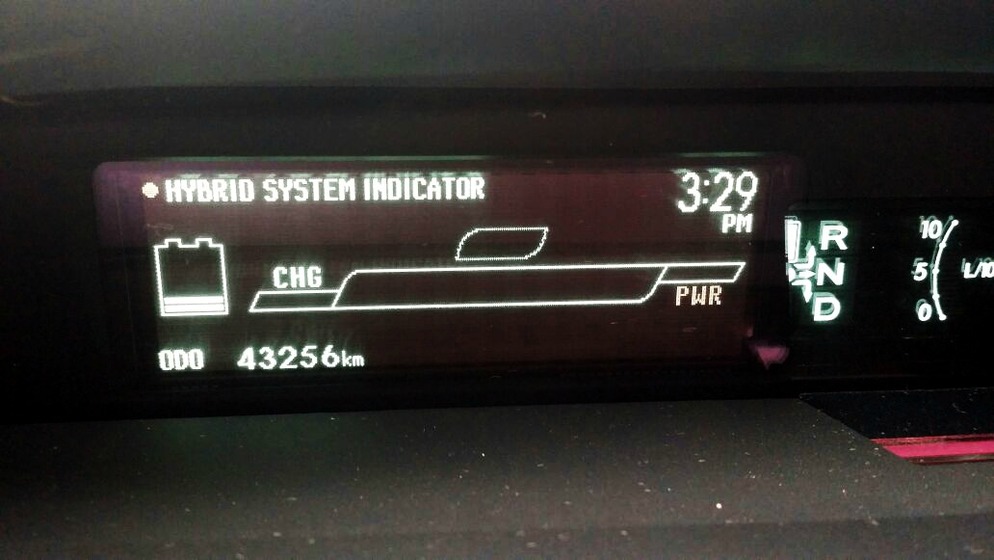 HYBRID SYSTEM INDICATOR
3:29
PM
CHG
PWR
ODO 43256km
R
N
D
10
5
0